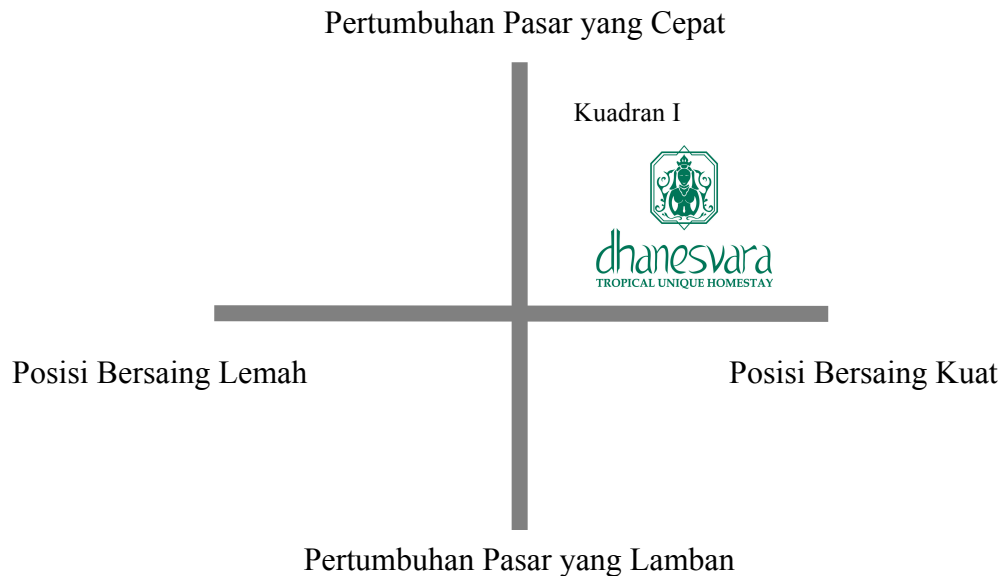 Pertumbuhan Pasar yang Cepat
Kuadran I
dhanesvara
TROPICAL UNIQUE HOMESTAY
Posisi Bersaing Lemah
Posisi Bersaing Kuat
Pertumbuhan Pasar yang Lamban